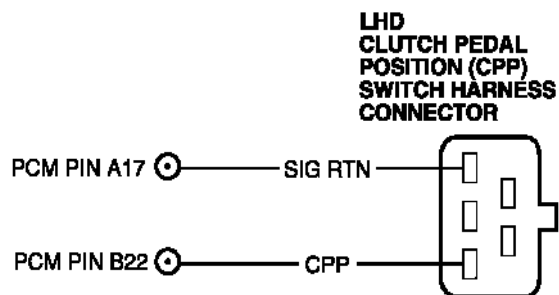 LHD
CLUTCH PEDAL
POSITION (CPP)
SWITCH HARNESS
CONNECTOR
PCM PIN A17
SIG RTN
PCM PIN B22
CPP